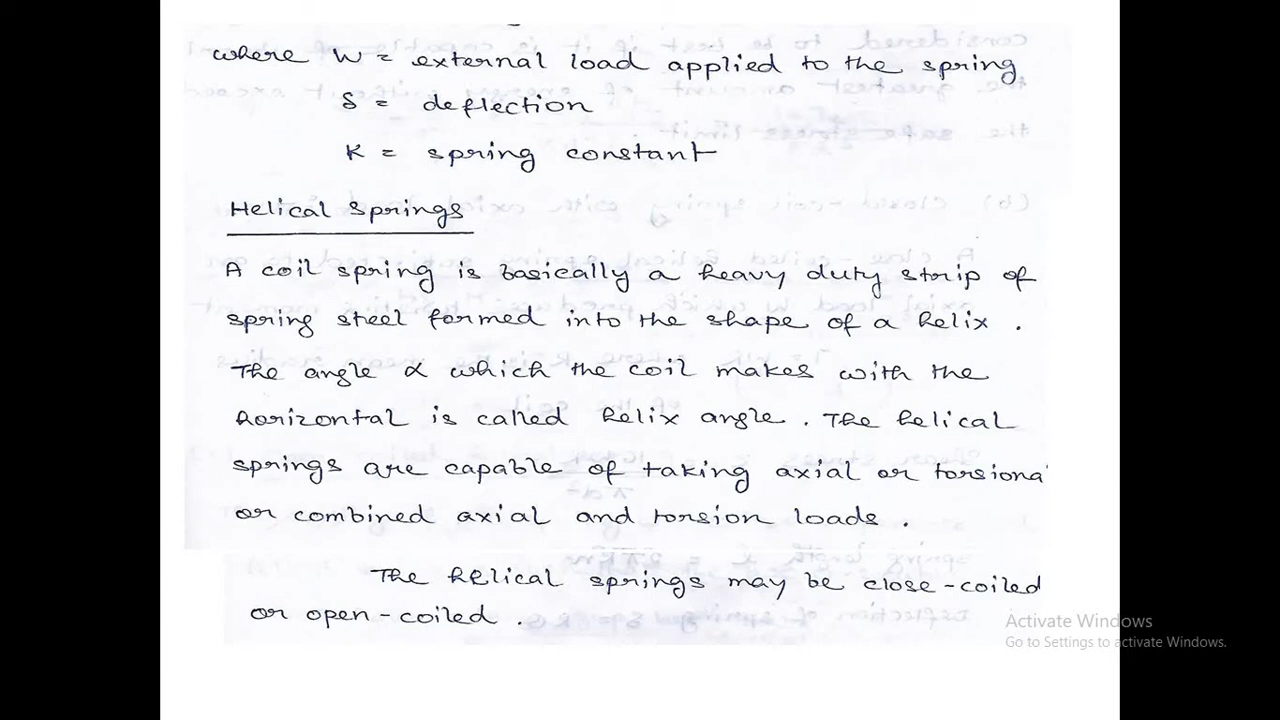 where W = external load applied to the spring
δ = deflection
K = spring constant
Helical Springs
A coil spring is basically a heavy duty strip of
spring steel formed into the shape of a helix .
The angle α which the coil makes with the
horizontal is called helix angle . The helical
springs are capable of taking axial or torsiona
or combined axial and torsion loads .
The helical springs may be close-coiled
or open-coiled .
Activate Windows
Go to Settings to activate Windows.